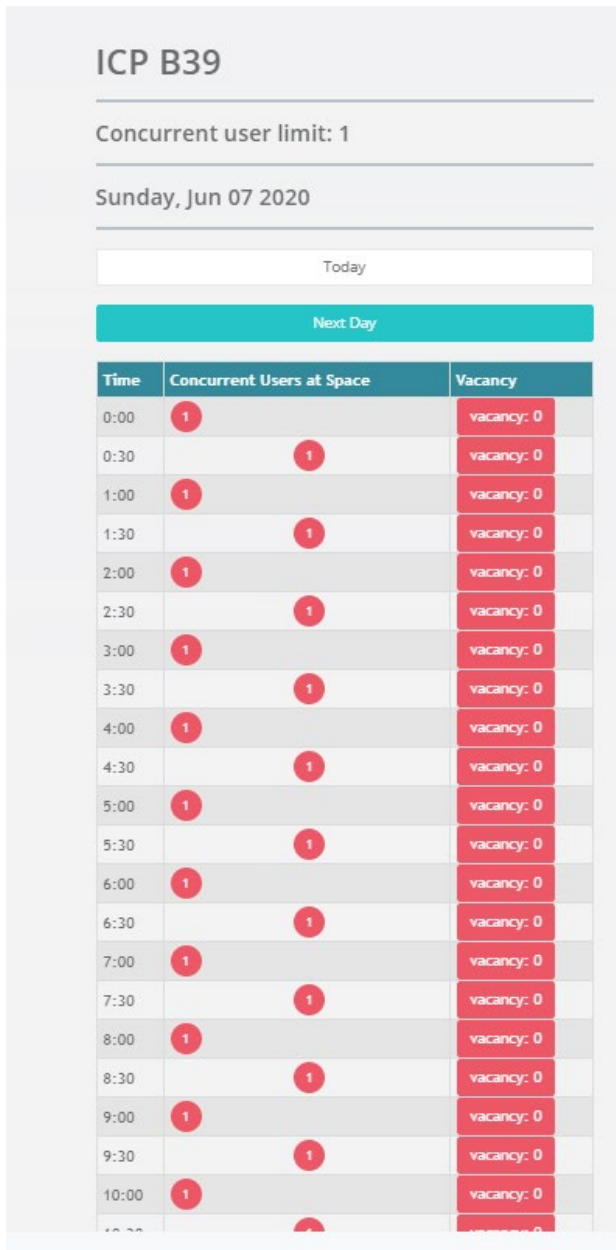 ICP B39
Concurrent user limit: 1
Sunday, Jun 07 2020
Today
Next Day
Time Concurrent Users at Space Vacancy
0:00 1 vacancy: 0
0:30 1 vacancy: 0
1:00 1 vacancy: 0
1:30 1 vacancy: 0
2:00 1 vacancy: 0
2:30 1 vacancy: 0
3:00 1 vacancy: 0
3:30 1 vacancy: 0
4:00 1 vacancy: 0
4:30 1 vacancy: 0
5:00 1 vacancy: 0
5:30 1 vacancy: 0
6:00 1 vacancy: 0
6:30 1 vacancy: 0
7:00 1 vacancy: 0
7:30 1 vacancy: 0
8:00 1 vacancy: 0
8:30 1 vacancy: 0
9:00 1 vacancy: 0
9:30 1 vacancy: 0
10:00 1 vacancy: 0